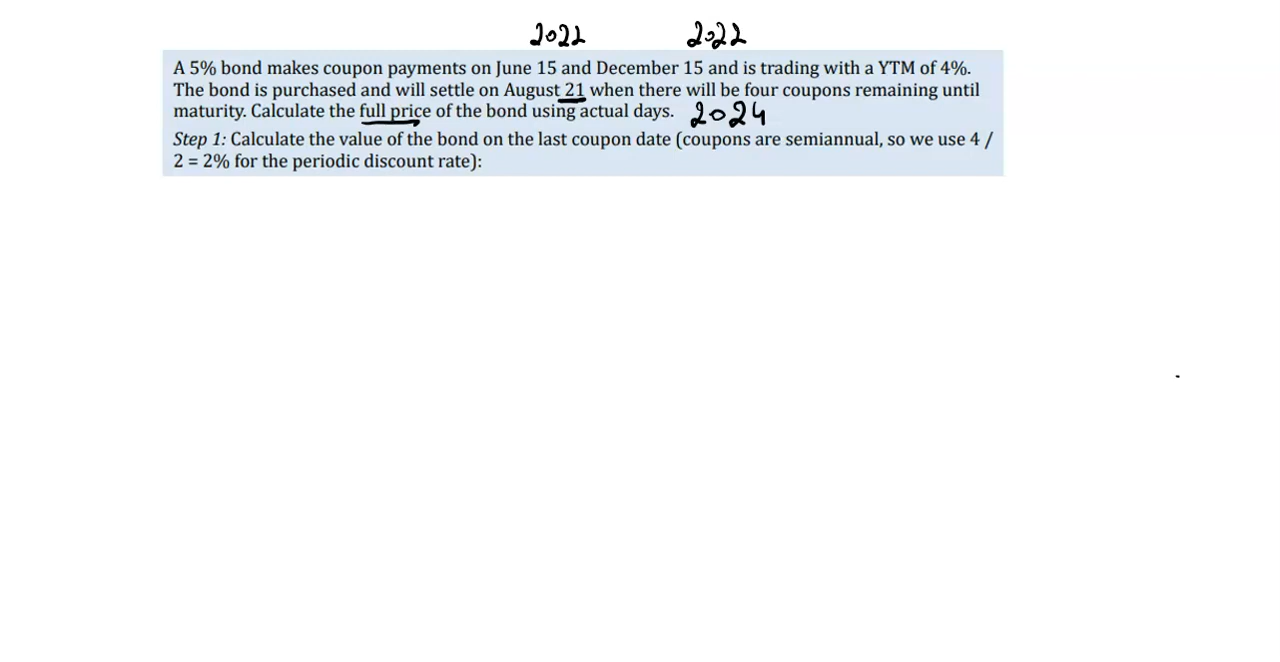 2022 2022
A 5% bond makes coupon payments on June 15 and December 15 and is trading with a YTM of 4%.
The bond is purchased and will settle on August 21 when there will be four coupons remaining until
maturity. Calculate the full price of the bond using actual days. 2024
Step 1: Calculate the value of the bond on the last coupon date (coupons are semiannual, so we use 4 /
2 = 2% for the periodic discount rate):